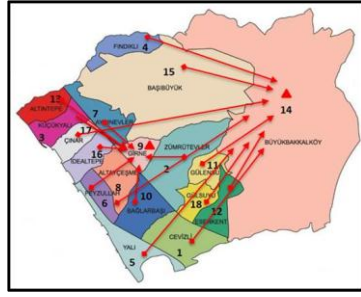 FINDIKLI
4
15
BAŞIBÜYÜK
14
13
ALTINTEPE
7
AYDINEVLER
KÜÇÜKYALI
3
17
ÇINAR
9
GİRNE
ZÜMRÜTEVLER
BÜYÜKBAKKALKÖY
16
İDEALTEPE
ALTAYÇEŞME
2
11
GÜLENSU
FEYZULLAH
8
6
10
BAĞLARBAŞI
GÜLSUYU
18
12
ESENKENT
YALI
5
CEVİZLİ
1